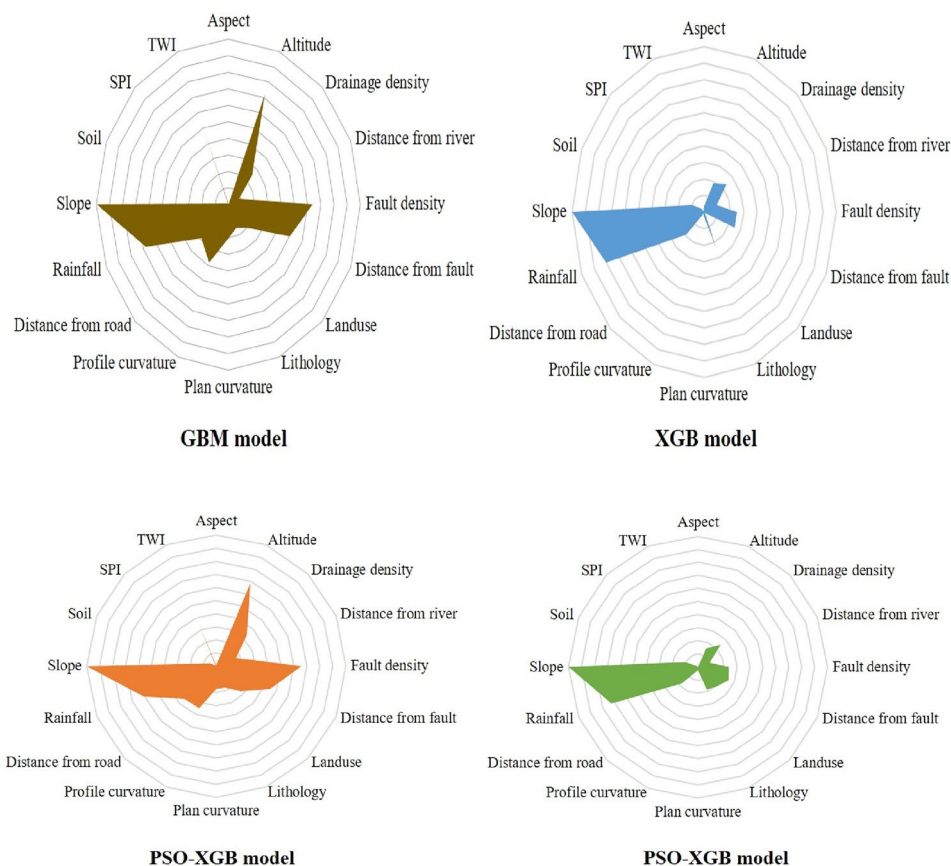 Aspect
TWI
Altitude
SPI
Drainage density
Soil
Distance from river
Slope
Fault density
Rainfall
Distance from fault
Distance from road
Landuse
Profile curvature
Lithology
Plan curvature
GBM model
Aspect
TWI
Altitude
SPI
Drainage density
Soil
Distance from river
Slope
Fault density
Rainfall
Distance from fault
Distance from road
Landuse
Profile curvature
Lithology
Plan curvature
XGB model
Aspect
TWI
Altitude
SPI
Drainage density
Soil
Distance from river
Slope
Fault density
Rainfall
Distance from fault
Distance from road
Landuse
Profile curvature
Lithology
Plan curvature
PSO-XGB model
Aspect
TWI
Altitude
SPI
Drainage density
Soil
Distance from river
Slope
Fault density
Rainfall
Distance from fault
Distance from road
Landuse
Profile curvature
Lithology
Plan curvature
PSO-XGB model